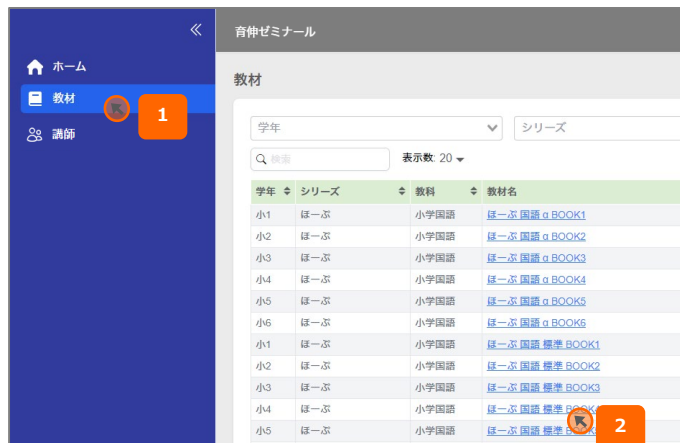 育伸ゼミナール
ホーム
教材
1
講師
教材
学年 シリーズ
検索 表示数: 20
学年 シリーズ 教科 教材名
小1 ほーぷ 小学国語 ほーぷ 国語 α BOOK1
小2 ほーぷ 小学国語 ほーぷ 国語 α BOOK2
小3 ほーぷ 小学国語 ほーぷ 国語 α BOOK3
小4 ほーぷ 小学国語 ほーぷ 国語 α BOOK4
小5 ほーぷ 小学国語 ほーぷ 国語 α BOOK5
小6 ほーぷ 小学国語 ほーぷ 国語 α BOOK6
小1 ほーぷ 小学国語 ほーぷ 国語 標準 BOOK1
小2 ほーぷ 小学国語 ほーぷ 国語 標準 BOOK2
小3 ほーぷ 小学国語 ほーぷ 国語 標準 BOOK3
小4 ほーぷ 小学国語 ほーぷ 国語 標準
小5 ほーぷ 小学国語 ほーぷ 国語 標準
2